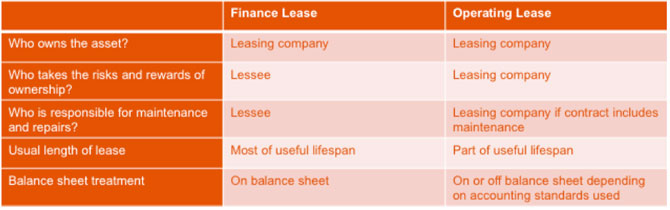 Finance Lease
Operating Lease
Who owns the asset?
Leasing company
Leasing company
Who takes the risks and rewards of
ownership?
Lessee
Leasing company
Who is responsible for maintenance
and repairs?
Lessee
Leasing company if contract includes
maintenance
Usual length of lease
Most of useful lifespan
Part of useful lifespan
Balance sheet treatment
On balance sheet
On or off balance sheet depending
on accounting standards used